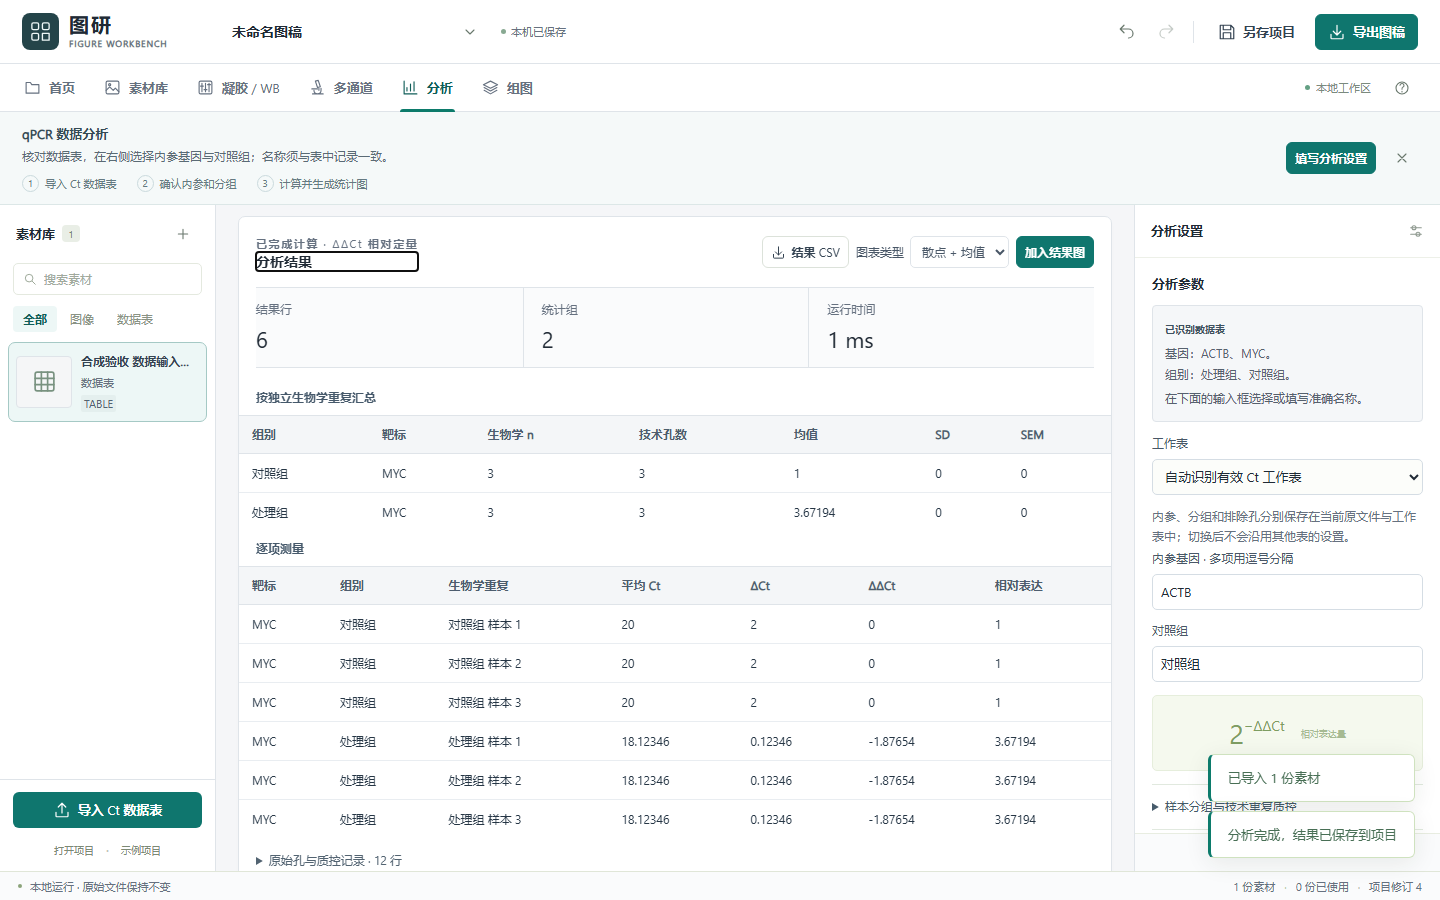 图研
FIGURE WORKBENCH
未命名图稿
本机已保存
另存项目
导出图稿
首页
素材库
凝胶 / WB
多通道
分析
组图
本地工作区
qPCR 数据分析
核对数据表，在右侧选择内参基因与对照组；名称须与表中记录一致。
1 导入 Ct 数据表
2 确认内参和分组
3 计算并生成统计图
填写分析设置
素材库 1
搜索素材
全部 图像 数据表
合成验收 数据输入...
数据表
TABLE
导入 Ct 数据表
打开项目 · 示例项目
已完成计算 · ΔΔCt 相对定量
分析结果
结果 CSV
图表类型
散点 + 均值
加入结果图
结果行 统计组 运行时间
6 2 1 ms
按独立生物学重复汇总
组别 靶标 生物学 n 技术孔数 均值 SD SEM
对照组 MYC 3 3 1 0 0
处理组 MYC 3 3 3.67194 0 0
逐项测量
靶标 组别 生物学重复 平均 Ct ΔCt ΔΔCt 相对表达
MYC 对照组 对照组 样本 1 20 2 0 1
MYC 对照组 对照组 样本 2 20 2 0 1
MYC 对照组 对照组 样本 3 20 2 0 1
MYC 处理组 处理组 样本 1 18.12346 0.12346 -1.87654 3.67194
MYC 处理组 处理组 样本 2 18.12346 0.12346 -1.87654 3.67194
MYC 处理组 处理组 样本 3 18.12346 0.12346 -1.87654 3.67194
原始孔与质控记录 · 12 行
分析设置
分析参数
已识别数据表
基因：ACTB、MYC。
组别：处理组、对照组。
在下面的输入框选择或填写准确名称。
工作表
自动识别有效 Ct 工作表
内参、分组和排除孔分别保存在当前原文件与工作
表中；切换后不会沿用其他表的设置。
内参基因 · 多项用逗号分隔
ACTB
对照组
对照组
2−ΔΔCt 相对表达量
已导入 1 份素材
样本分组与技术重复质控
分析完成，结果已保存到项目
本地运行 · 原始文件保持不变
1 份素材 · 0 份已使用 · 项目修订 4